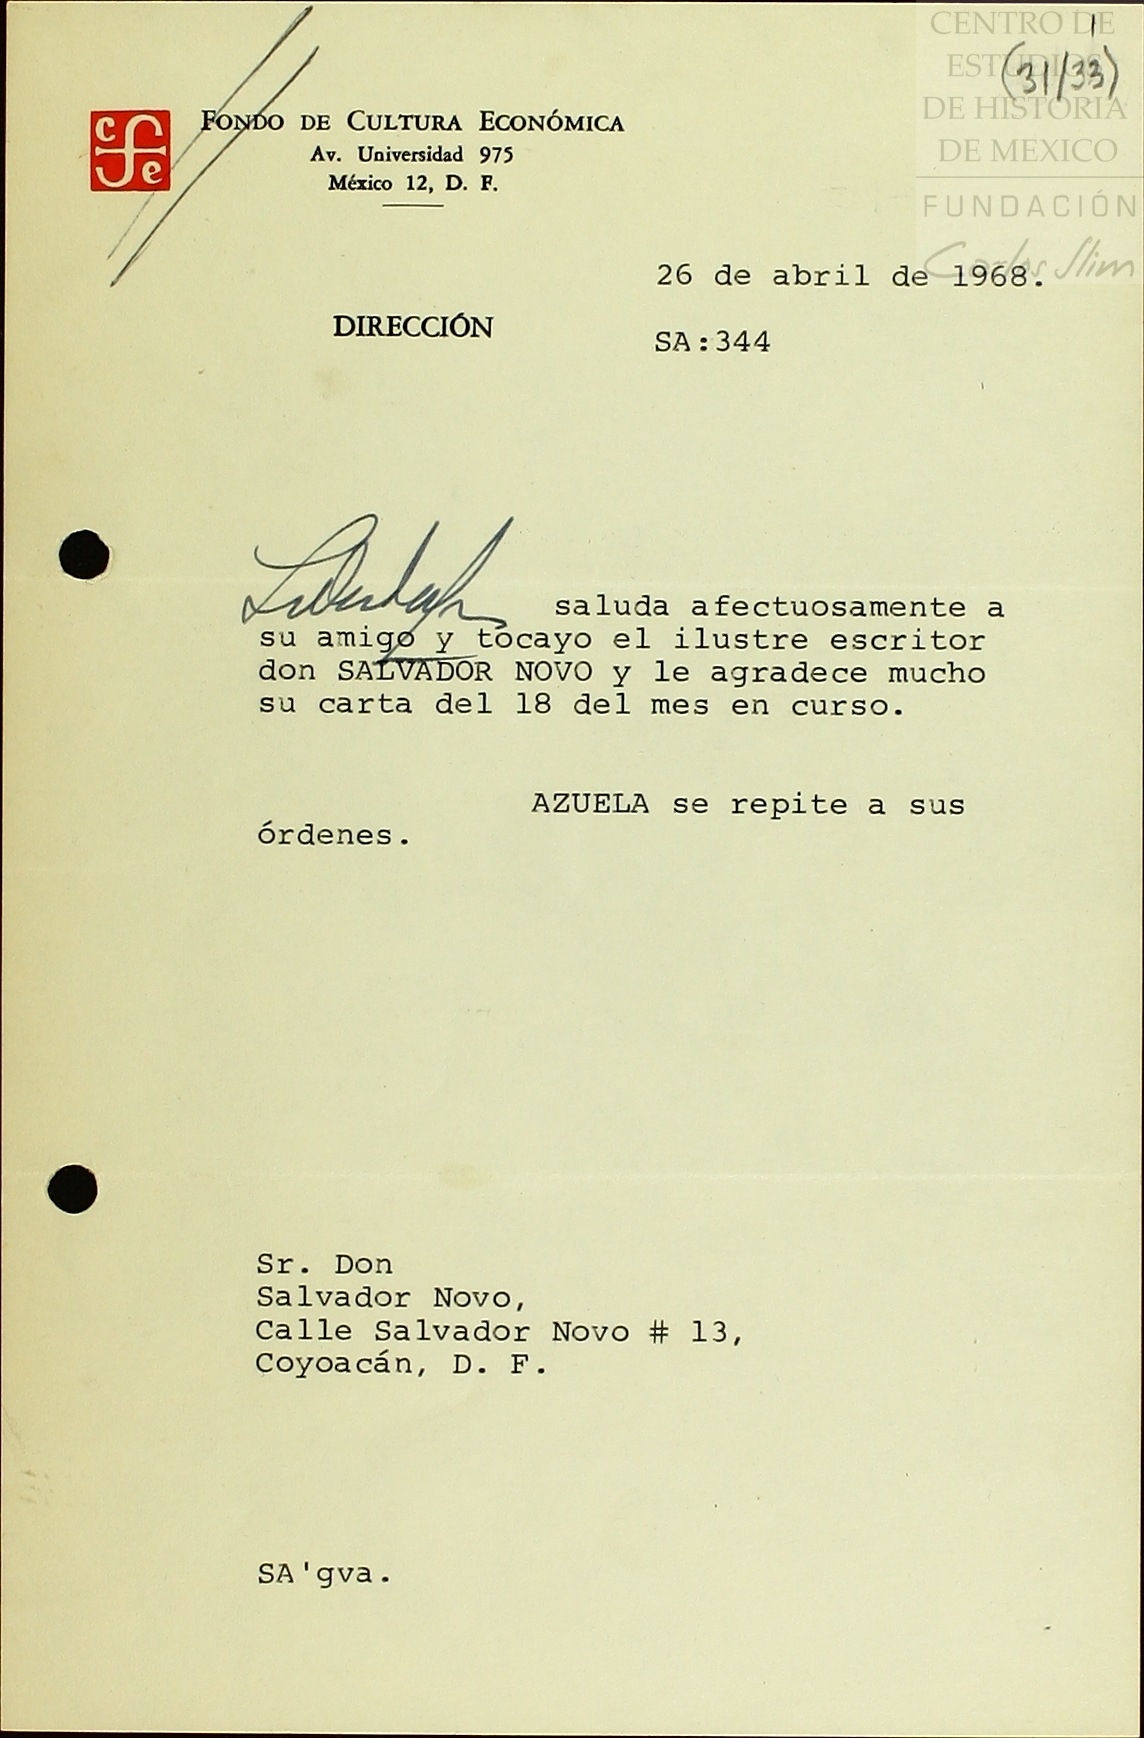 CENTRO DE
ESTUDIOS
DE HISTORIA
DE MEXICO
FUNDACIÓN
Carlos Slim
(31/33)
cfe
FONDO DE CULTURA ECONÓMICA
Av. Universidad 975
México 12, D. F.
26 de abril de 1968.
DIRECCIÓN
SA:344
saluda afectuosamente a
su amigo y tocayo el ilustre escritor
don SALVADOR NOVO y le agradece mucho
su carta del 18 del mes en curso.
AZUELA se repite a sus
órdenes.
Sr. Don
Salvador Novo,
Calle Salvador Novo # 13,
Coyoacán, D. F.
SA'gva.